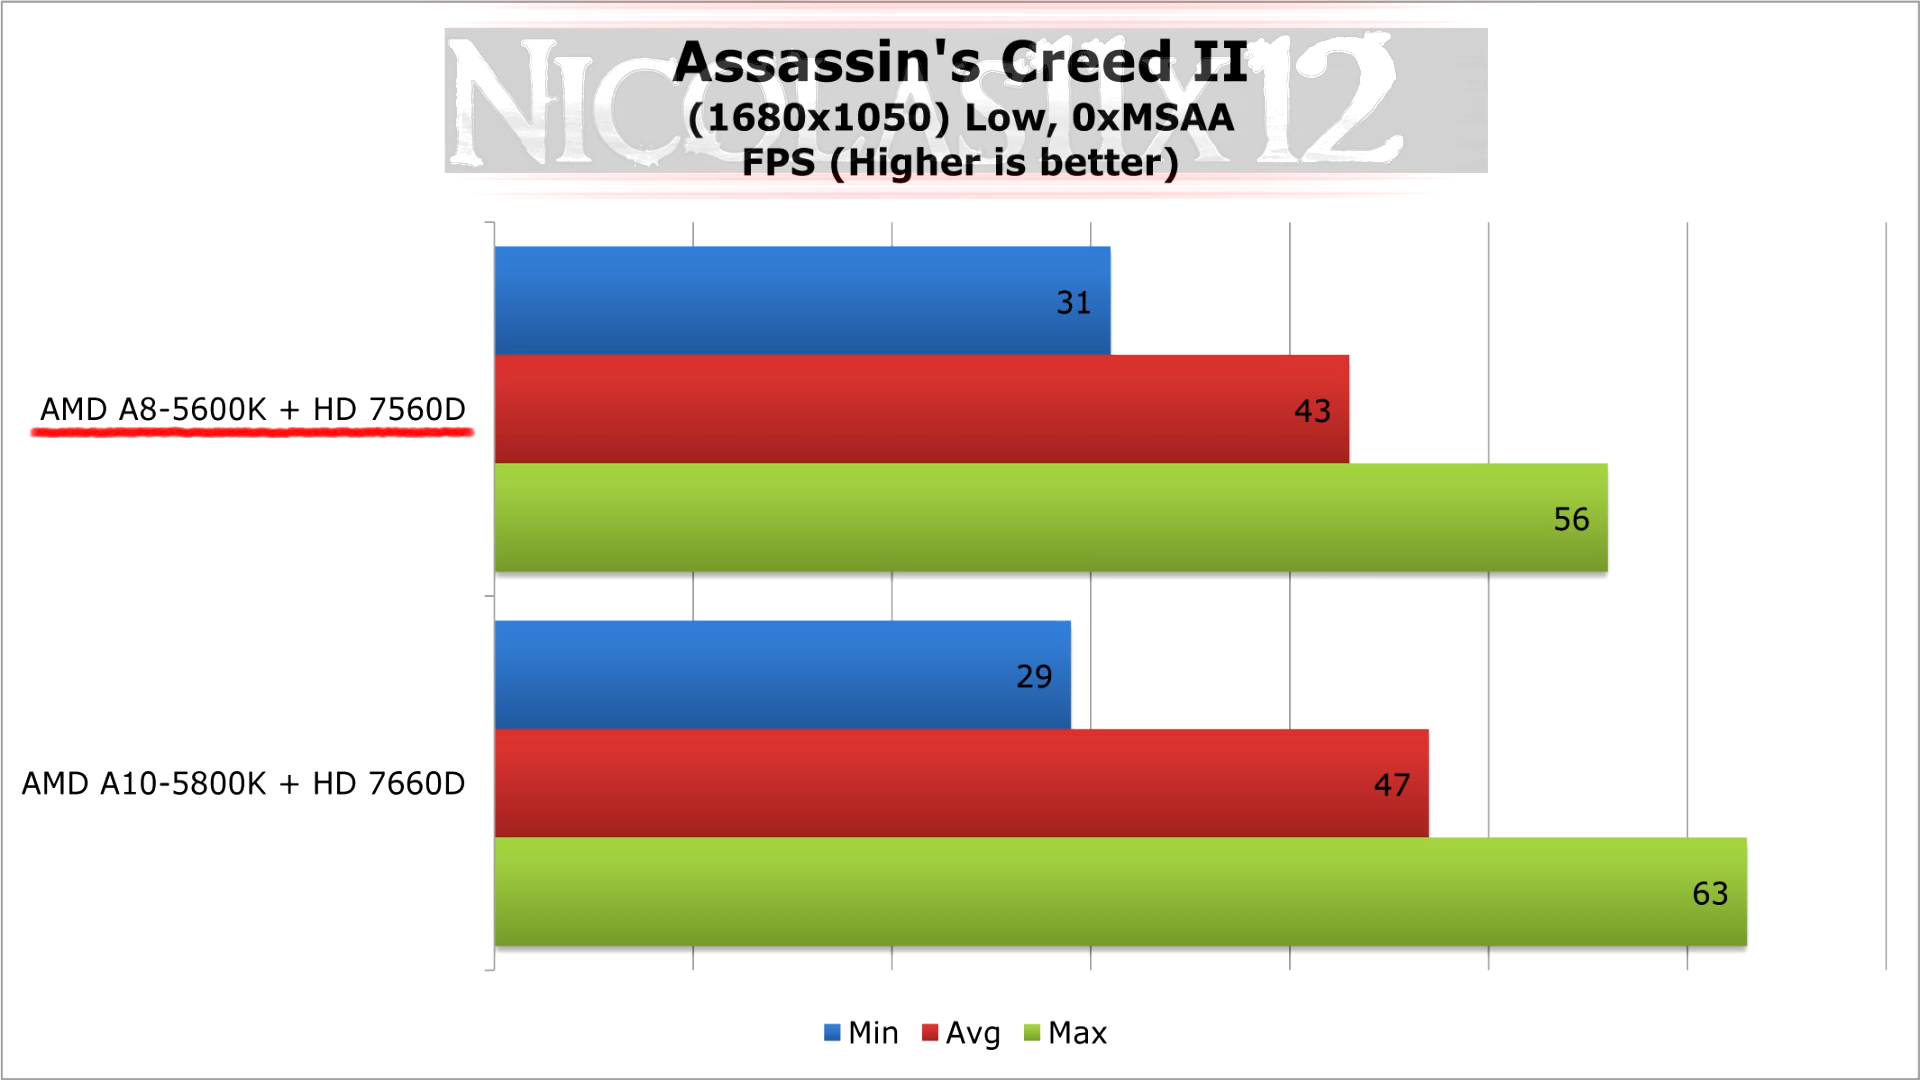 NICOLAS11X12
Assassin's Creed II
(1680x1050) Low, 0xMSAA
FPS (Higher is better)
31
AMD A8-5600K + HD 7560D
43
56
29
AMD A10-5800K + HD 7660D
47
63
Min Avg Max